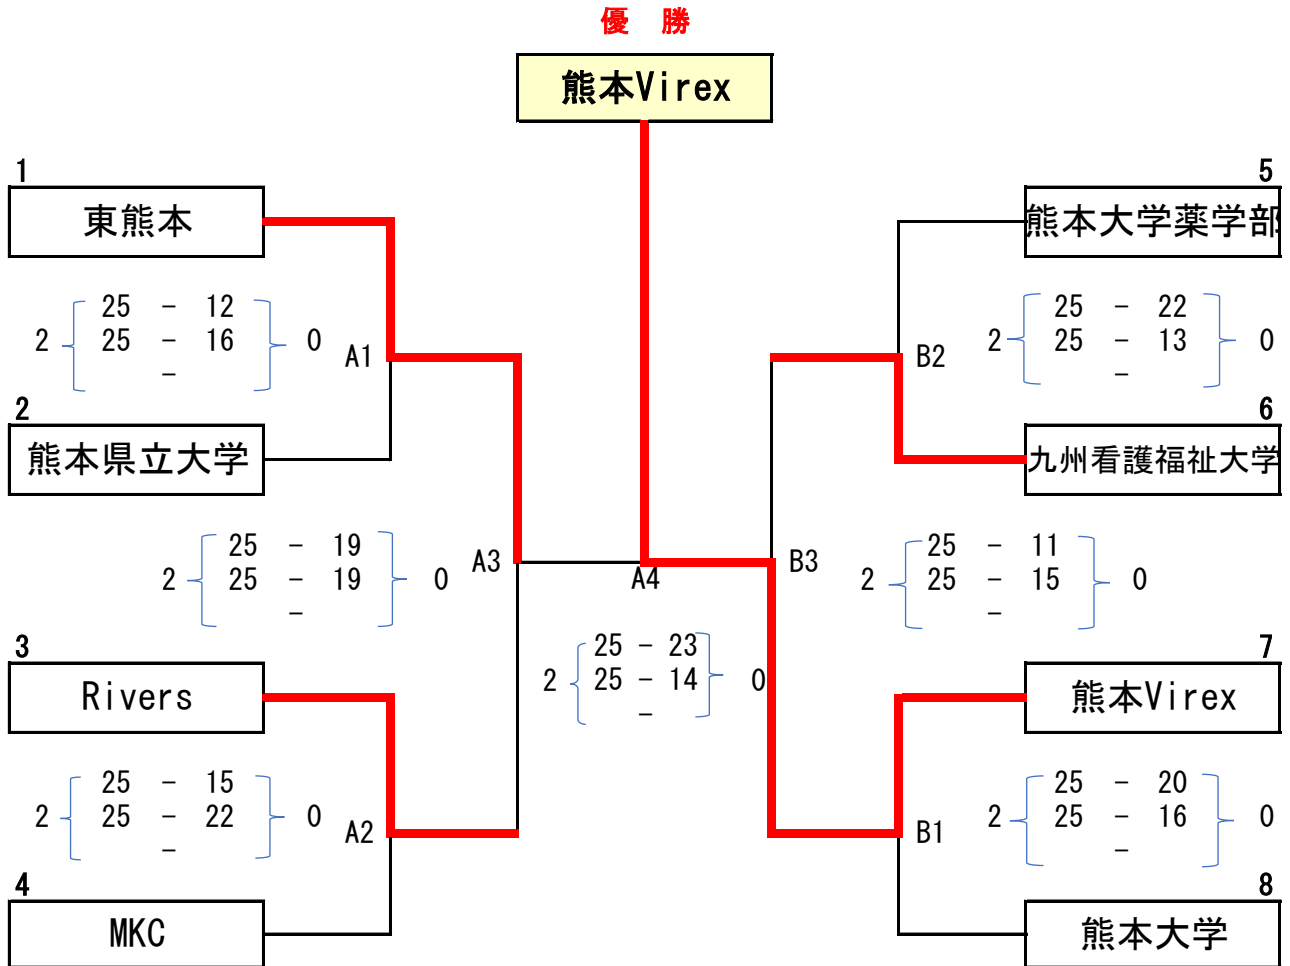 優 勝
熊本Virex
1
東熊本
2 25 - 12 0
25 - 16
-
A1
2
熊本県立大学
2 25 - 19 0
25 - 19
-
A3
3
Rivers
2 25 - 15 0
25 - 22
-
A2
4
MKC
A4
2 25 - 23 0
25 - 14
-
5
熊本大学薬学部
2 25 - 22 0
25 - 13
-
B2
6
九州看護福祉大学
B3
2 25 - 11 0
25 - 15
-
7
熊本Virex
2 25 - 20 0
25 - 16
-
B1
8
熊本大学